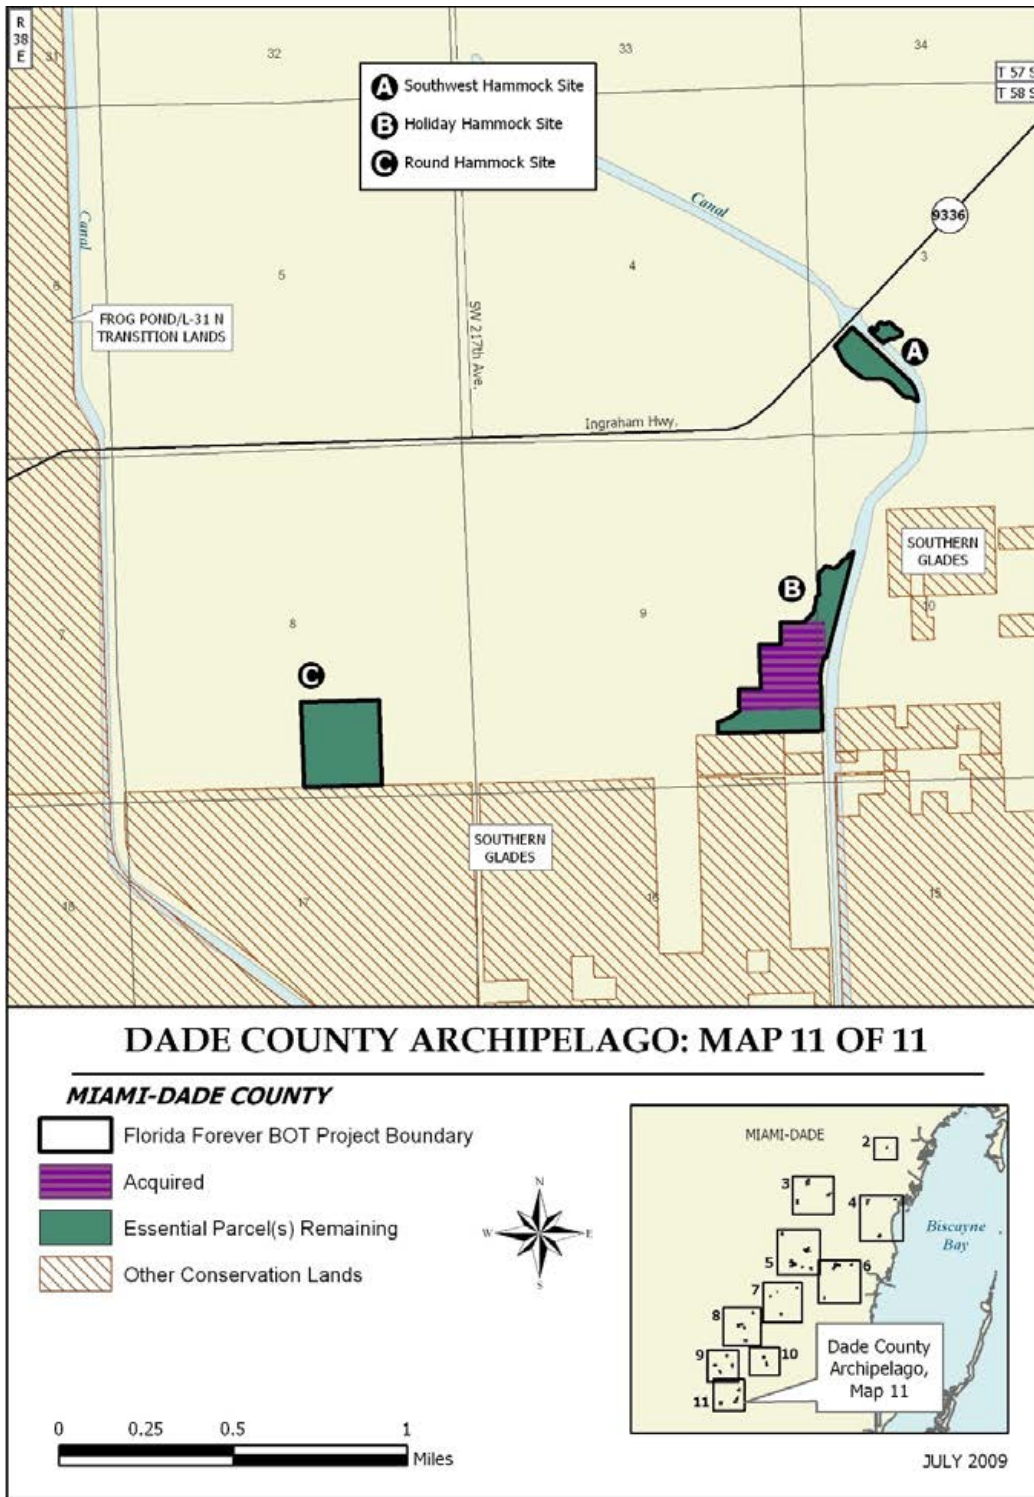 R
38
E
31
32
33
34
T 57 S
T 58 S
A Southwest Hammock Site
B Holiday Hammock Site
C Round Hammock Site
Canal
Canal
9336
3
4
5
6
FROG POND/L-31 N
TRANSITION LANDS
SW 217th Ave.
A
Ingraham Hwy.
SOUTHERN
GLADES
B
10
9
8
7
C
SOUTHERN
GLADES
18
17
16
15
DADE COUNTY ARCHIPELAGO: MAP 11 OF 11
MIAMI-DADE COUNTY
Florida Forever BOT Project Boundary
Acquired
Essential Parcel(s) Remaining
Other Conservation Lands
N
W
E
S
0
0.25
0.5
1
Miles
MIAMI-DADE
2
3
4
Biscayne
Bay
5
6
7
8
9
10
11
Dade County
Archipelago,
Map 11
JULY 2009